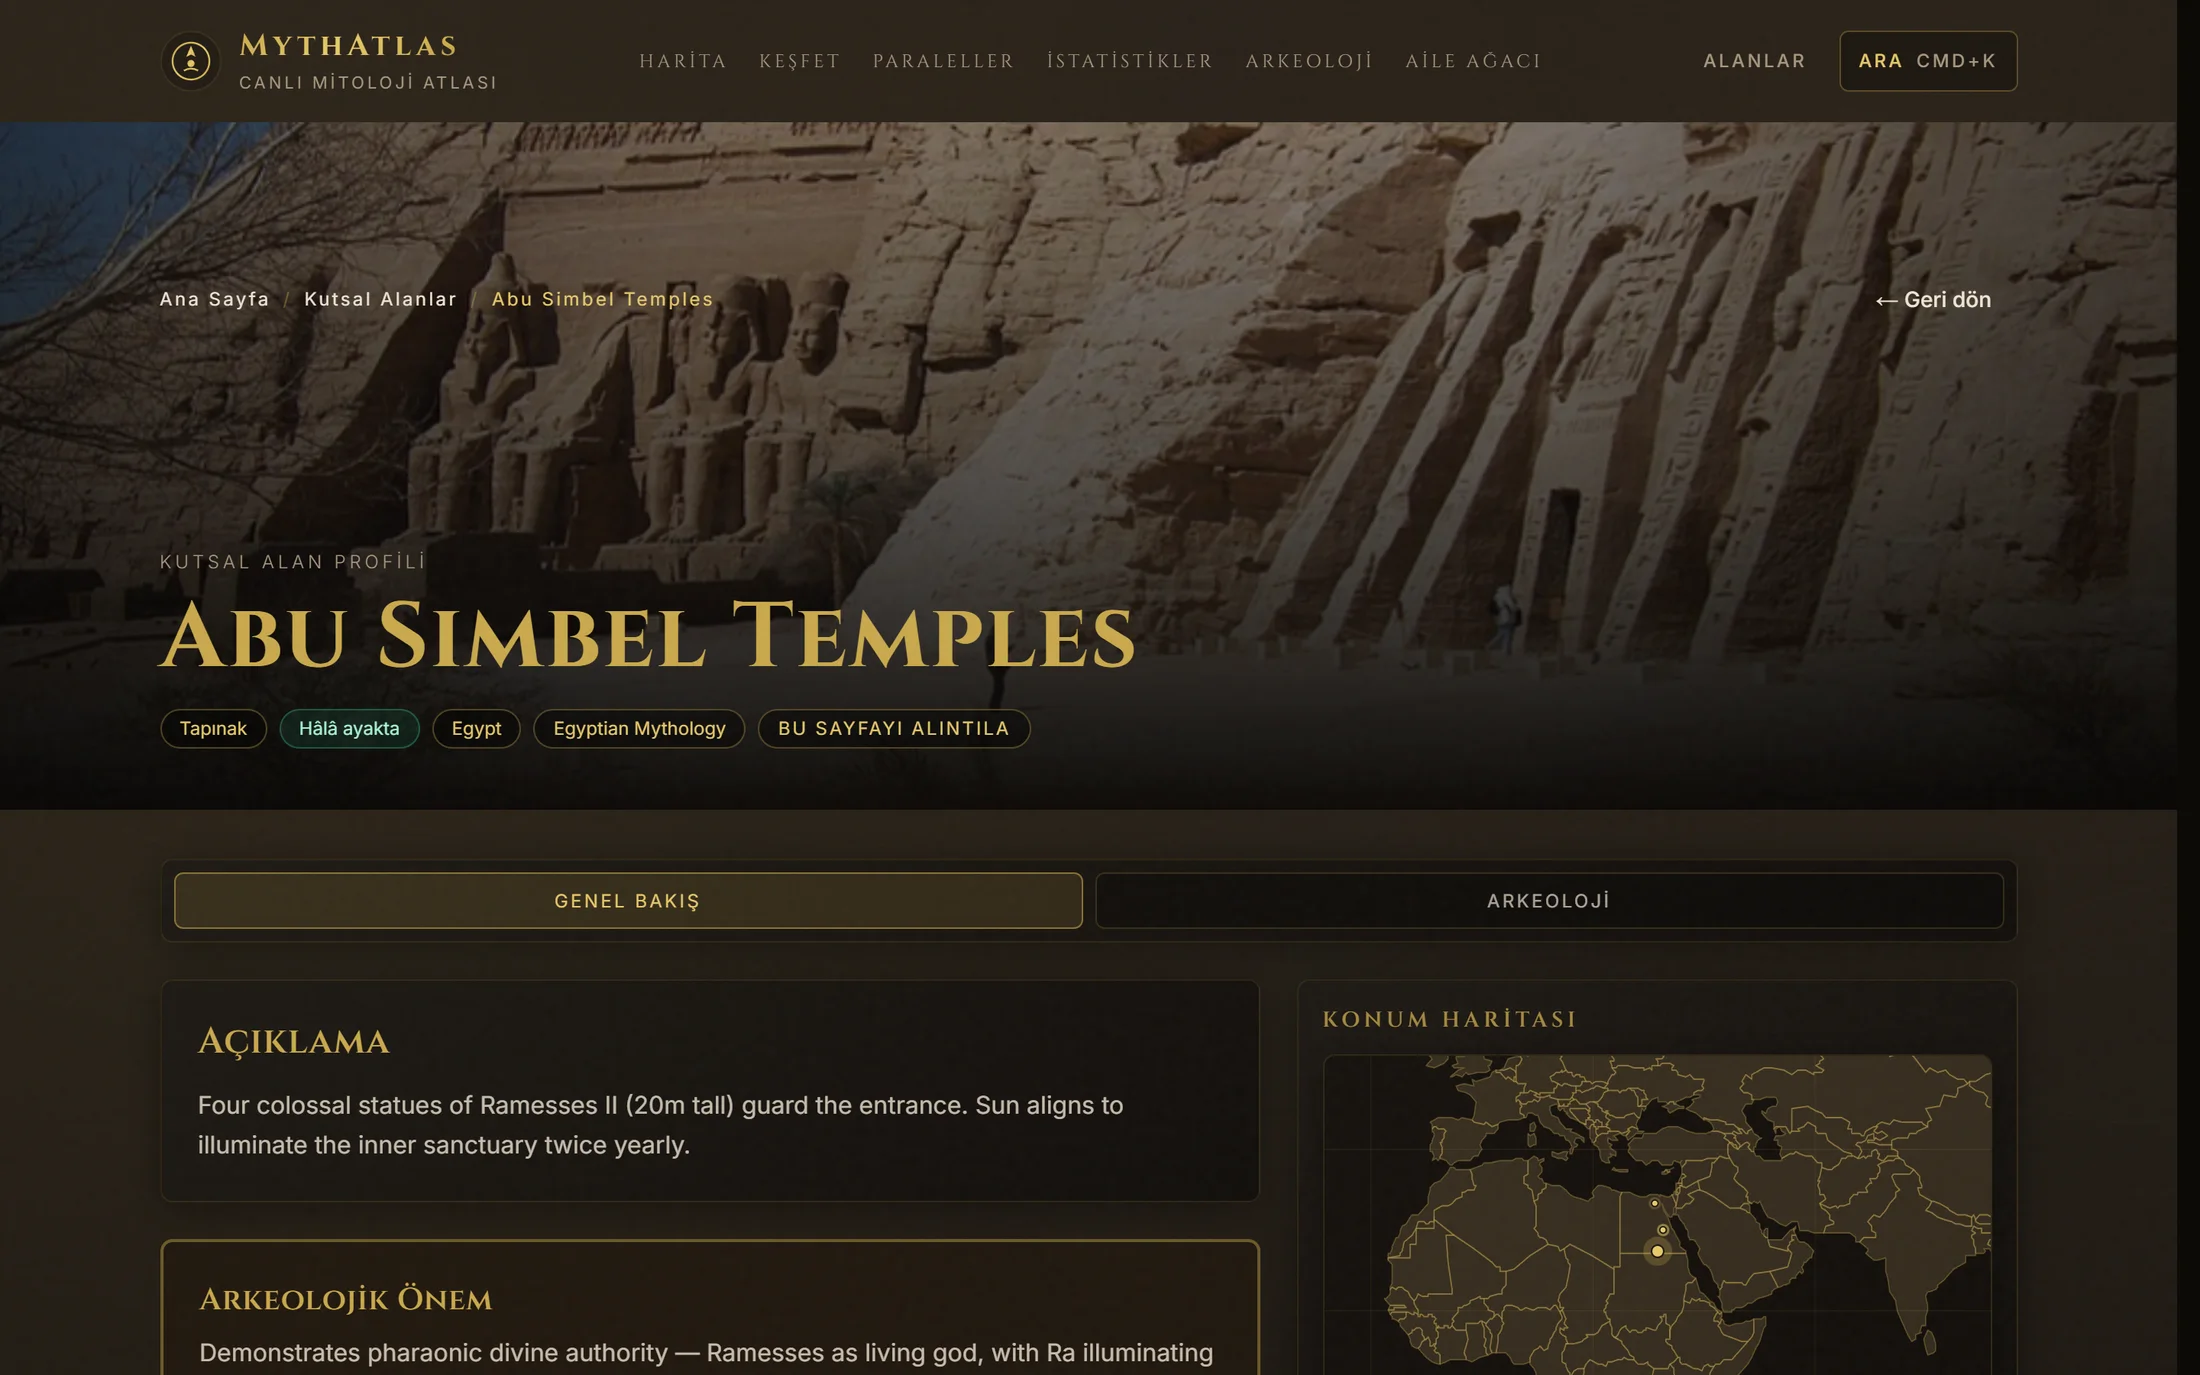 MYTHATLAS
CANLI MİTOLOJİ ATLASI
HARİTA KEŞFET PARALELLER İSTATİSTİKLER ARKEOLOJİ AİLE AĞACI
ALANLAR
ARA CMD+K
Ana Sayfa / Kutsal Alanlar / Abu Simbel Temples
← Geri dön
KUTSAL ALAN PROFİLİ
ABU SIMBEL TEMPLES
Tapınak Hâlâ ayakta Egypt Egyptian Mythology BU SAYFAYI ALINTILA
GENEL BAKIŞ ARKEOLOJİ
AÇIKLAMA
Four colossal statues of Ramesses II (20m tall) guard the entrance. Sun aligns to
illuminate the inner sanctuary twice yearly.
ARKEOLOJİK ÖNEM
Demonstrates pharaonic divine authority — Ramesses as living god, with Ra illuminating
KONUM HARİTASI